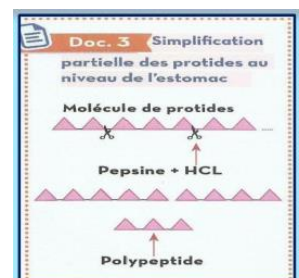 Doc. 3 Simplification
partielle des protides au
niveau de l'estomac
Molécule de protides
...
Pepsine + HCL
Polypeptide